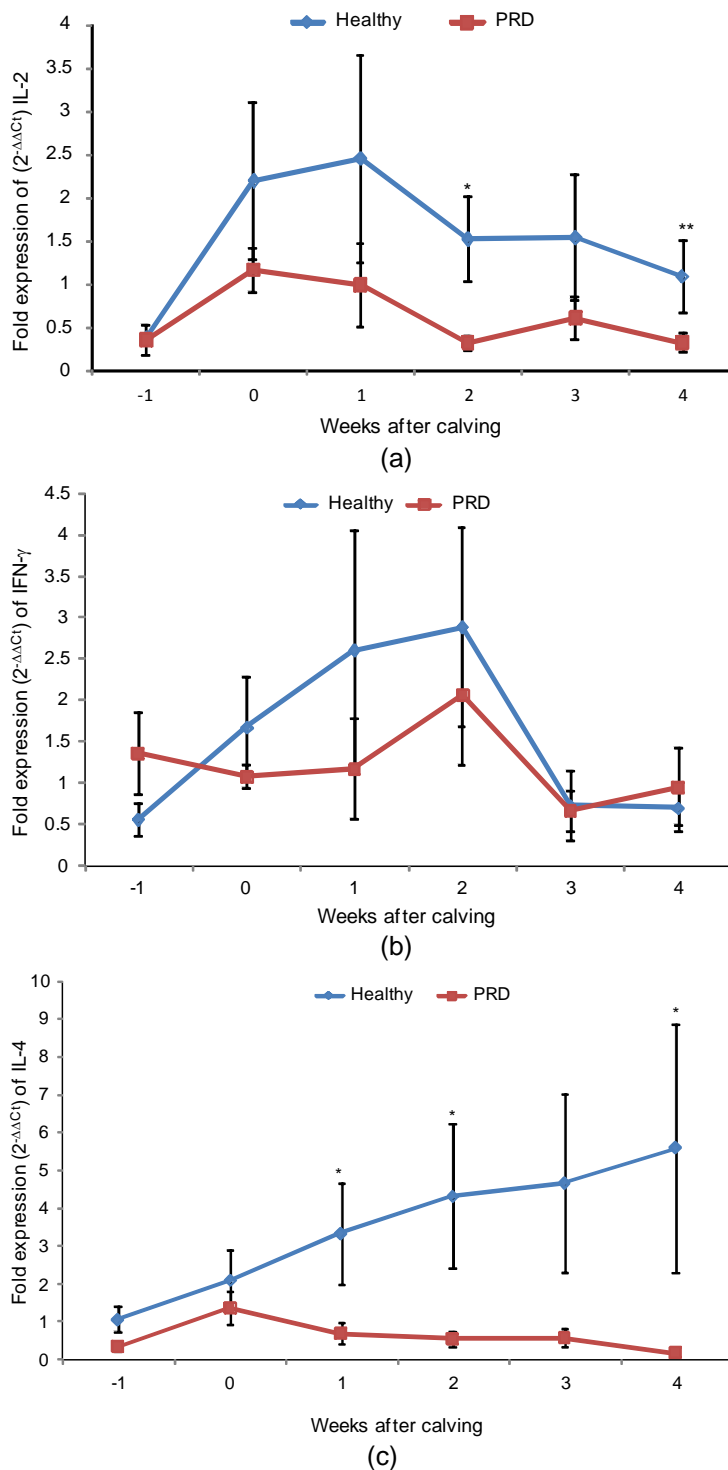 Healthy PRD
4
3.5
3
2.5
2
1.5
1
0.5
0
Fold expression of (2-ΔΔCt) IL-2
*
**
-1 0 1 2 3 4
Weeks after calving
(a)
Healthy PRD
4.5
4
3.5
3
2.5
2
1.5
1
0.5
0
Fold expression (2-ΔΔCt) of IFN-γ
-1 0 1 2 3 4
Weeks after calving
(b)
Healthy PRD
10
9
8
7
6
5
4
3
2
1
0
Fold expression (2-ΔΔCt) of IL-4
*
*
*
-1 0 1 2 3 4
Weeks after calving
(c)